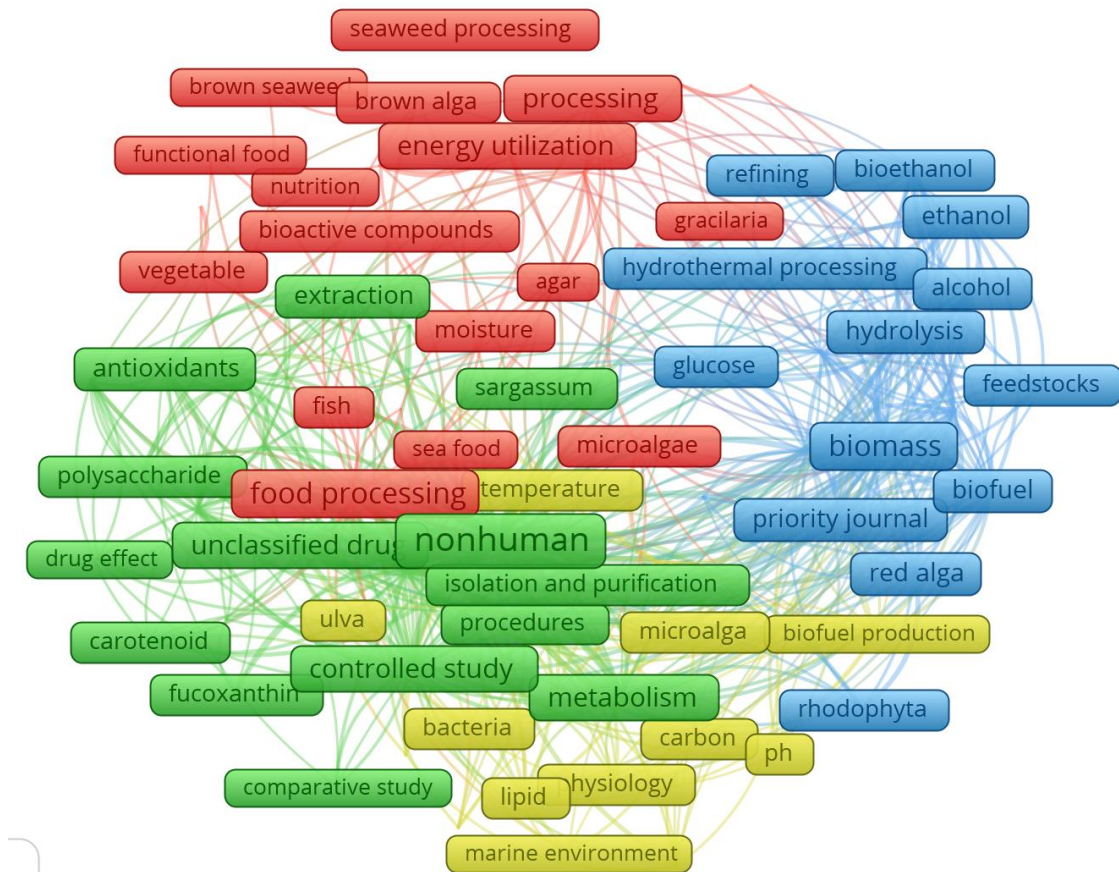 seaweed processing
brown seaweed
brown alga
processing
energy utilization
functional food
nutrition
refining
bioethanol
ethanol
gracilaria
bioactive compounds
vegetable
agar
hydrothermal processing
alcohol
extraction
moisture
hydrolysis
antioxidants
sargassum
glucose
feedstocks
fish
sea food
microalgae
biomass
polysaccharide
food processing
temperature
biofuel
priority journal
drug effect
unclassified drug
nonhuman
isolation and purification
red alga
ulva
procedures
microalga
biofuel production
carotenoid
controlled study
fucoxanthin
metabolism
rhodophyta
bacteria
carbon
ph
comparative study
lipid
physiology
marine environment